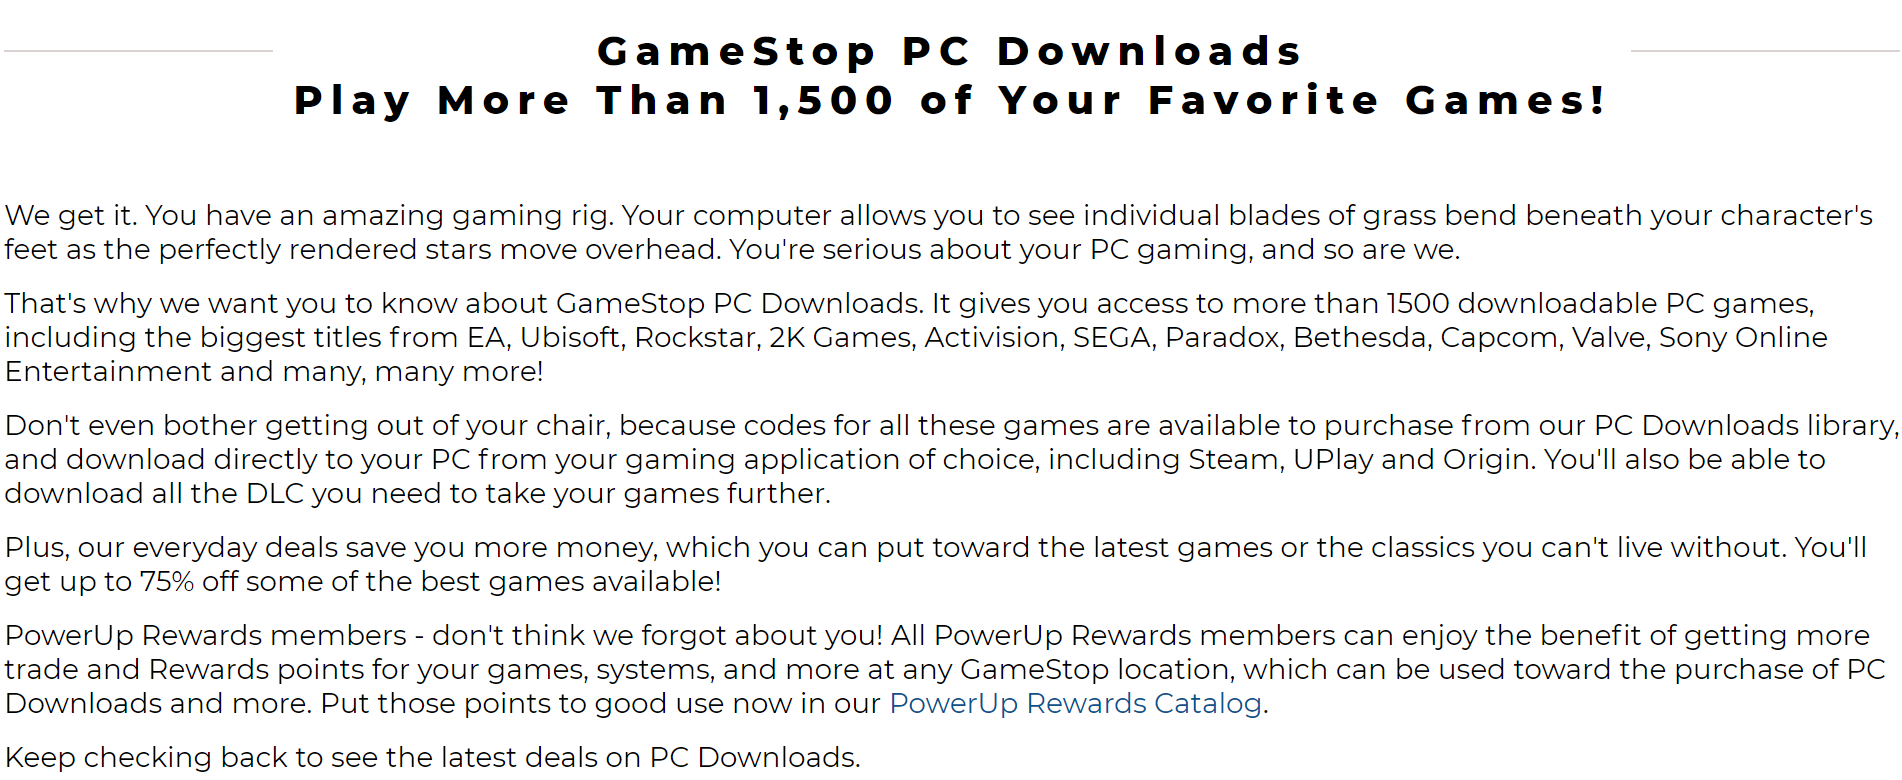 GameStop PC Downloads
Play More Than 1,500 of Your Favorite Games!
We get it. You have an amazing gaming rig. Your computer allows you to see individual blades of grass bend beneath your character's
feet as the perfectly rendered stars move overhead. You're serious about your PC gaming, and so are we.
That's why we want you to know about GameStop PC Downloads. It gives you access to more than 1500 downloadable PC games,
including the biggest titles from EA, Ubisoft, Rockstar, 2K Games, Activision, SEGA, Paradox, Bethesda, Capcom, Valve, Sony Online
Entertainment and many, many more!
Don't even bother getting out of your chair, because codes for all these games are available to purchase from our PC Downloads library,
and download directly to your PC from your gaming application of choice, including Steam, UPlay and Origin. You'll also be able to
download all the DLC you need to take your games further.
Plus, our everyday deals save you more money, which you can put toward the latest games or the classics you can't live without. You'll
get up to 75% off some of the best games available!
PowerUp Rewards members - don't think we forgot about you! All PowerUp Rewards members can enjoy the benefit of getting more
trade and Rewards points for your games, systems, and more at any GameStop location, which can be used toward the purchase of PC
Downloads and more. Put those points to good use now in our PowerUp Rewards Catalog.
Keep checking back to see the latest deals on PC Downloads.